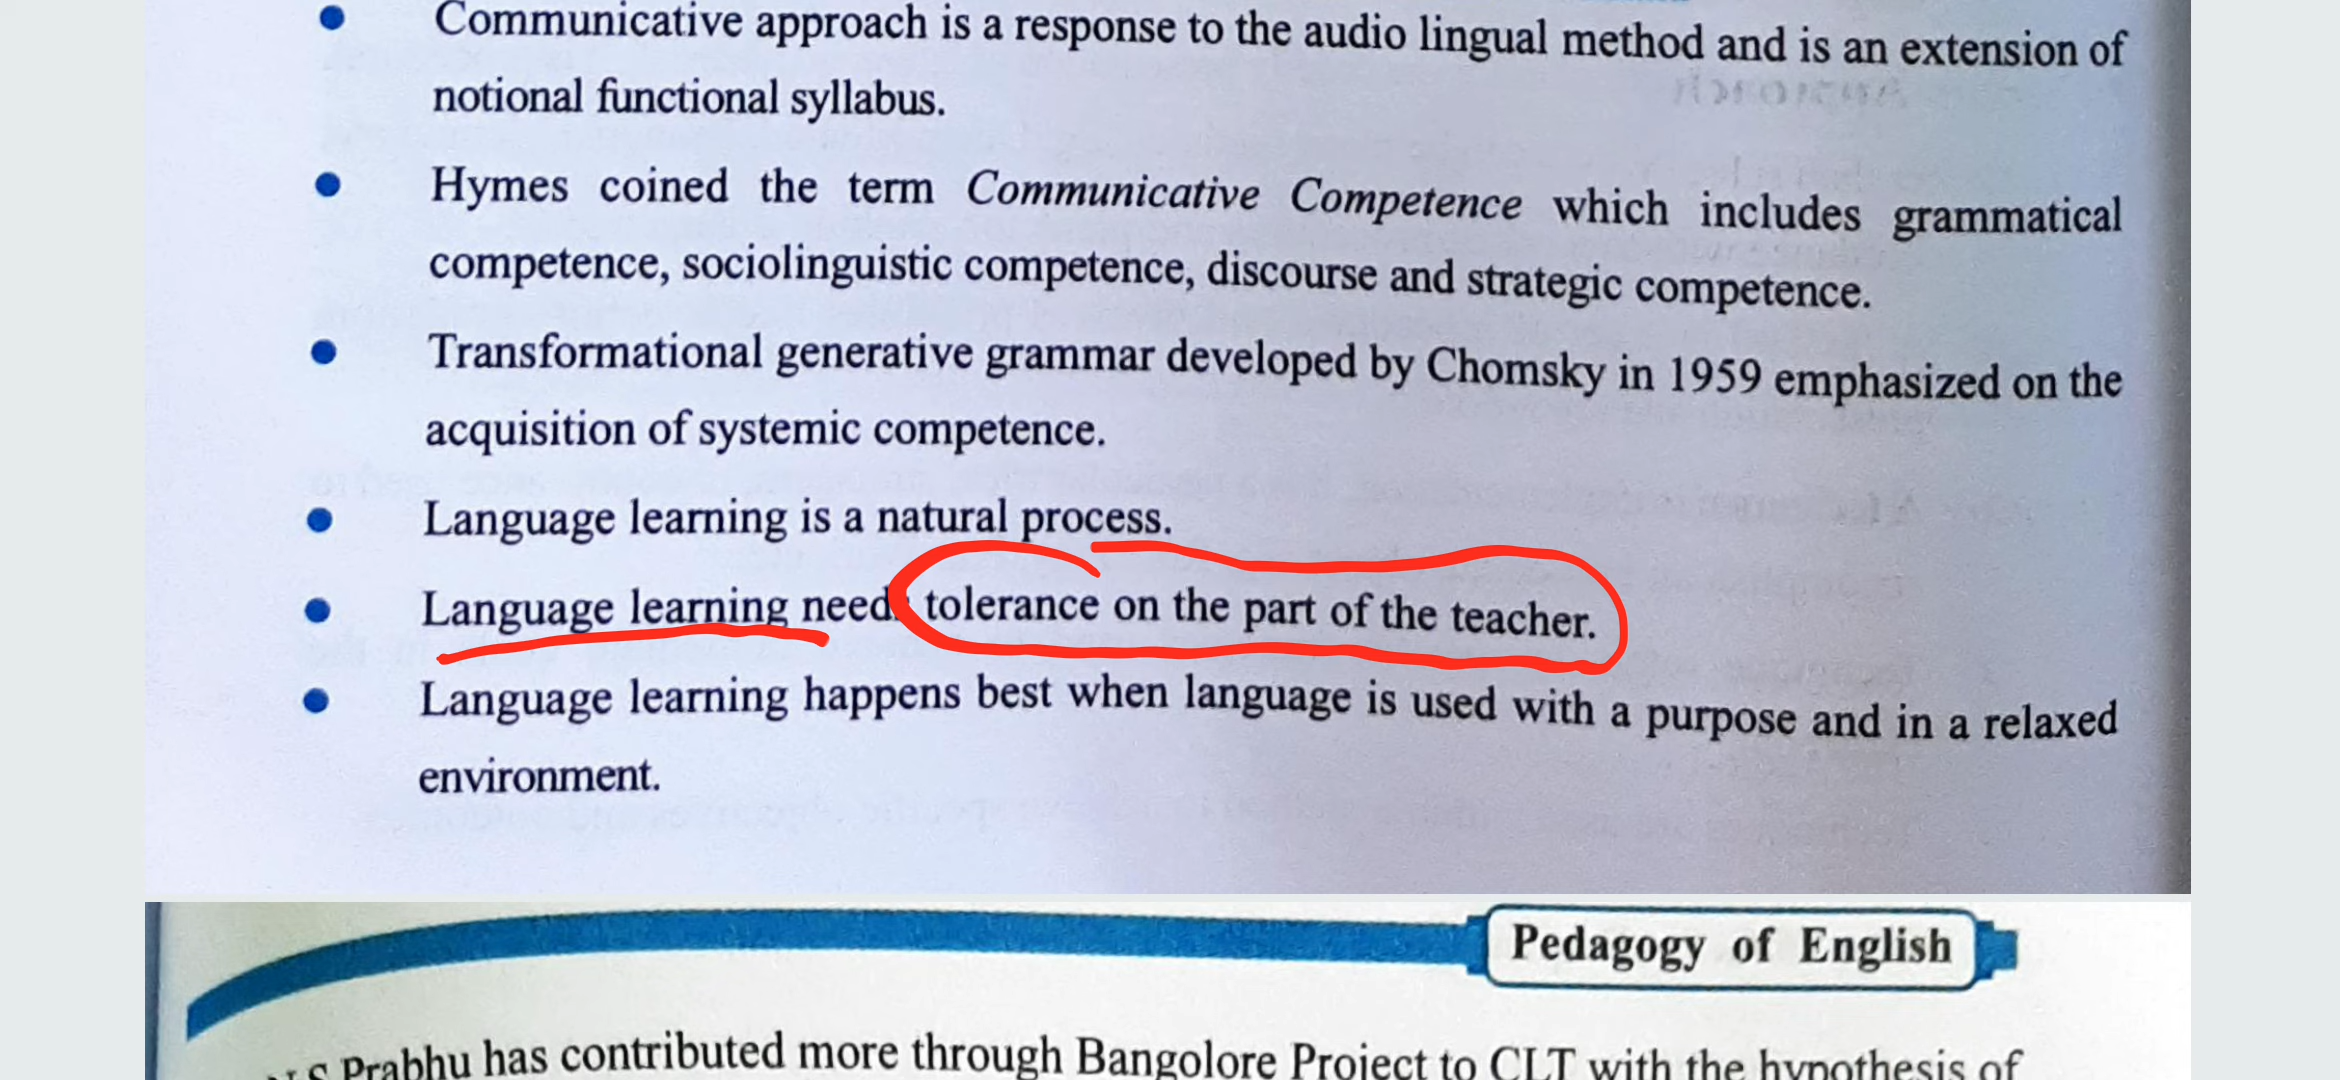 Communicative approach is a response to the audio lingual method and is an extension of
notional functional syllabus.
Hymes coined the term Communicative Competence which includes grammatical
competence, sociolinguistic competence, discourse and strategic competence.
Transformational generative grammar developed by Chomsky in 1959 emphasized on the
acquisition of systemic competence.
Language learning is a natural process.
Language learning needs tolerance on the part of the teacher.
Language learning happens best when language is used with a purpose and in a relaxed
environment.
Pedagogy of English
Prabhu has contributed more through Bangolore Project to CLT with the hypothesis of